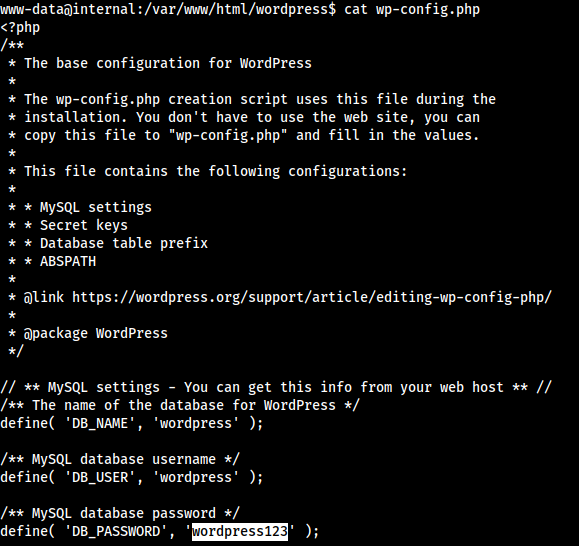 www-data@internal:/var/www/html/wordpress$ cat wp-config.php
<?php
/**
 * The base configuration for WordPress
 *
 * The wp-config.php creation script uses this file during the
 * installation. You don't have to use the web site, you can
 * copy this file to "wp-config.php" and fill in the values.
 *
 * This file contains the following configurations:
 *
 * * MySQL settings
 * * Secret keys
 * * Database table prefix
 * * ABSPATH
 *
 * @link https://wordpress.org/support/article/editing-wp-config-php/
 *
 * @package WordPress
 */

// ** MySQL settings - You can get this info from your web host ** //
/** The name of the database for WordPress */
define( 'DB_NAME', 'wordpress' );

/** MySQL database username */
define( 'DB_USER', 'wordpress' );

/** MySQL database password */
define( 'DB_PASSWORD', 'wordpress123' );